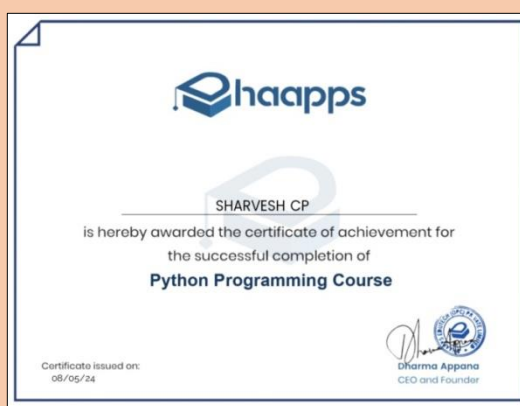 ehaapps
SHARVESH CP
is hereby awarded the certificate of achievement for
the successful completion of
Python Programming Course
Certificate issued on:
08/05/24
Dharma Appana
CEO and Founder